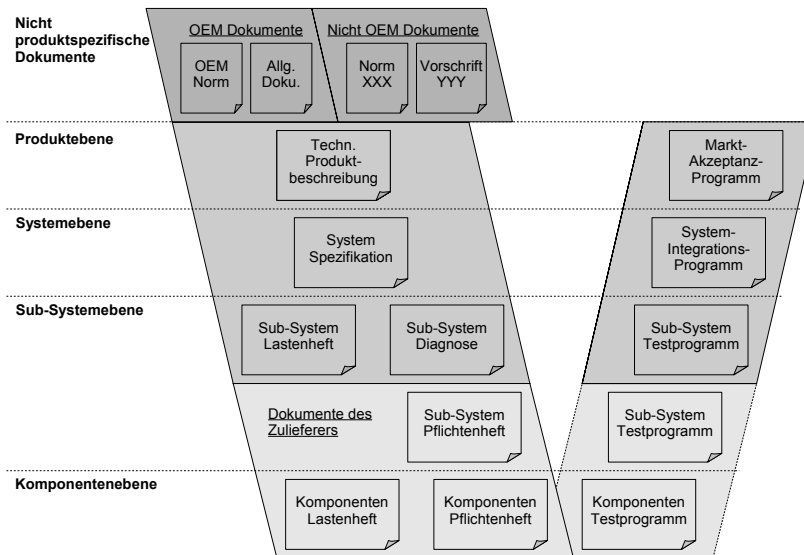 Nicht
produktspezifische
Dokumente
OEM Dokumente
Nicht OEM Dokumente
OEM
Norm
Allg.
Doku.
Norm
XXX
Vorschrift
YYY
Produktebene
Techn.
Produkt-
beschreibung
Markt-
Akzeptanz-
Programm
Systemebene
System
Spezifikation
System-
Integrations-
Programm
Sub-Systemebene
Sub-System
Lastenheft
Sub-System
Diagnose
Sub-System
Testprogramm
Dokumente des
Zulieferers
Sub-System
Pflichtenheft
Sub-System
Testprogramm
Komponentenebene
Komponenten
Lastenheft
Komponenten
Pflichtenheft
Komponenten
Testprogramm